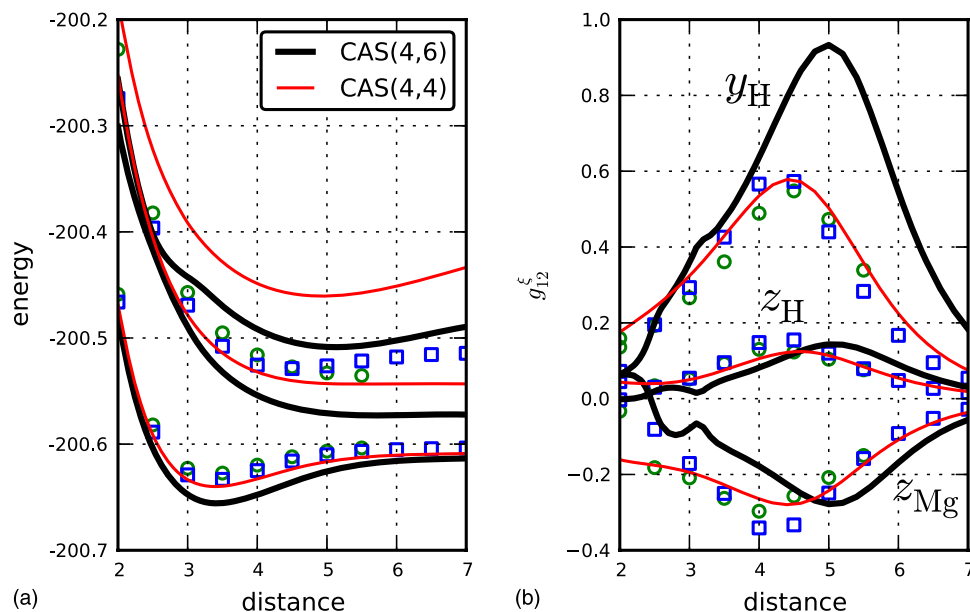 -200.2
-200.3
-200.4
-200.5
-200.6
-200.7
energy
CAS(4,6)
CAS(4,4)
2 3 4 5 6 7
(a) distance
1.0
0.8
0.6
0.4
0.2
0.0
−0.2
−0.4
g^ξ_12
y_H
z_H
z_Mg
2 3 4 5 6 7
(b) distance